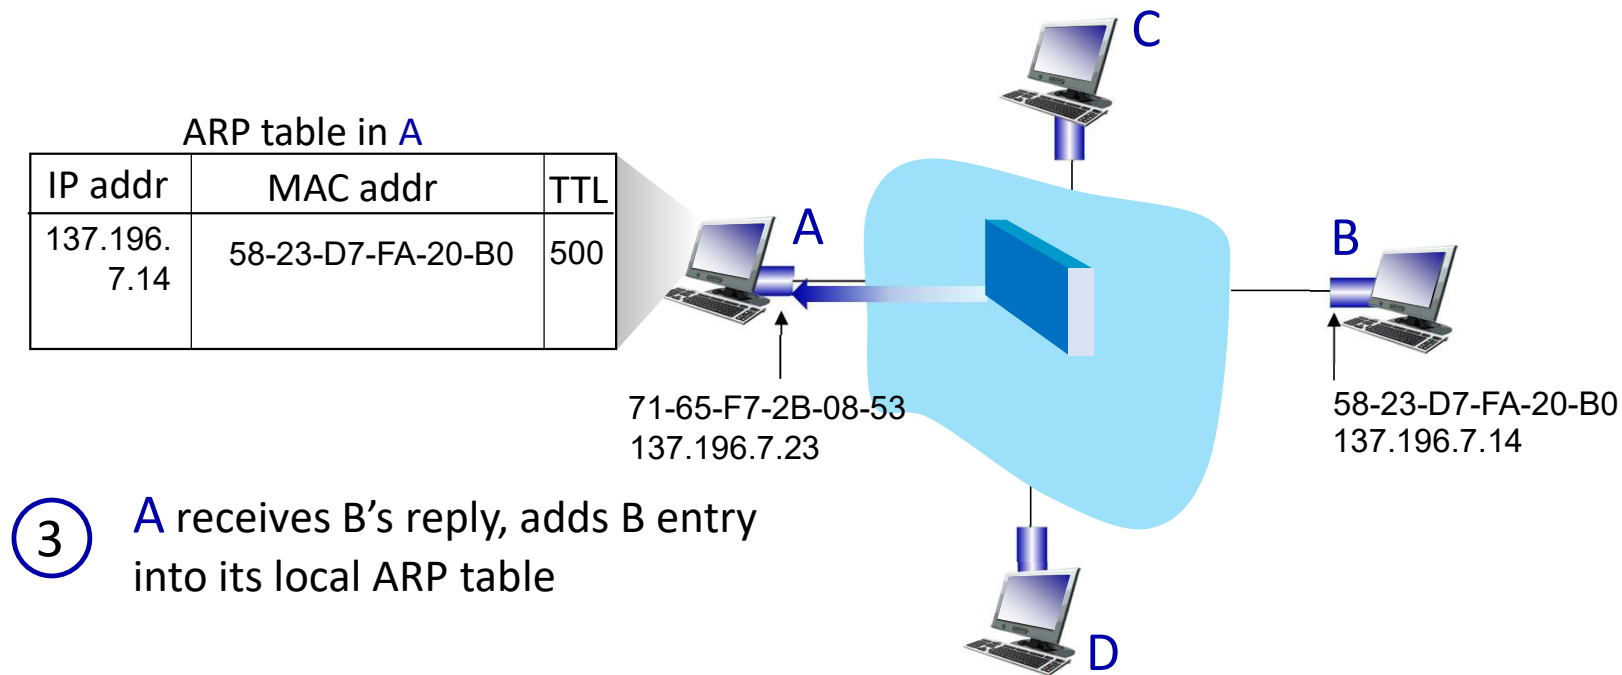 C
ARP table in A
IP addr MAC addr TTL
137.196.
7.14
58-23-D7-FA-20-B0
500
A
B
71-65-F7-2B-08-53
137.196.7.23
58-23-D7-FA-20-B0
137.196.7.14
3
A receives B’s reply, adds B entry
into its local ARP table
D